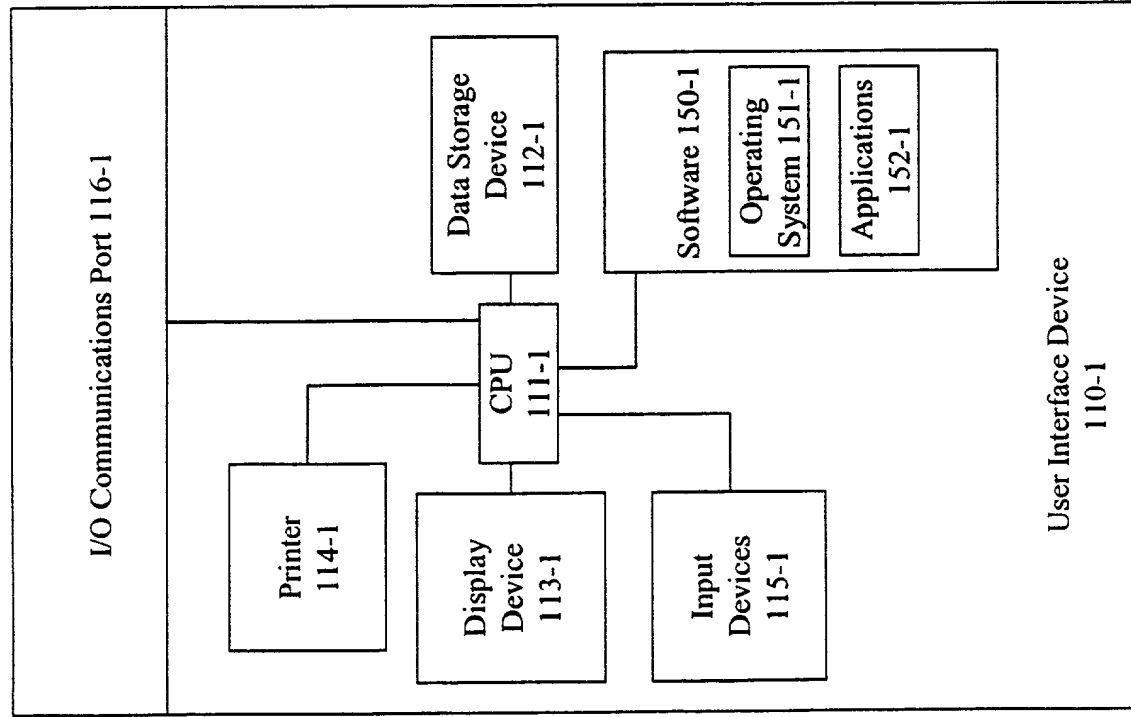 I/O Communications Port 116-1
Printer
114-1
Display
Device
113-1
Input
Devices
115-1
CPU
111-1
Data Storage
Device
112-1
Software 150-1
Operating
System 151-1
Applications
152-1
User Interface Device
110-1